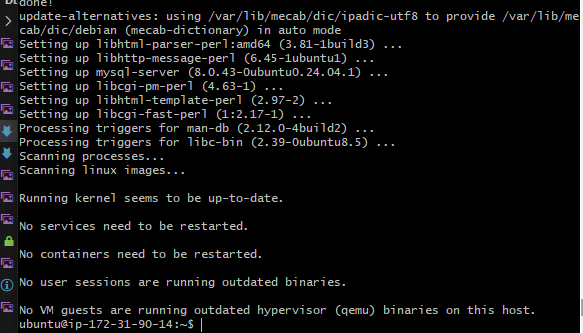 done!
update-alternatives: using /var/lib/mecab/dic/ipadic-utf8 to provide /var/lib/me
cab/dic/debian (mecab-dictionary) in auto mode
Setting up libhtml-parser-perl:amd64 (3.81-1build3) ...
Setting up libhttp-message-perl (6.45-1ubuntu1) ...
Setting up mysql-server (8.0.43-0ubuntu0.24.04.1) ...
Setting up libcgi-pm-perl (4.63-1) ...
Setting up libhtml-template-perl (2.97-2) ...
Setting up libcgi-fast-perl (1:2.17-1) ...
Processing triggers for man-db (2.12.0-4build2) ...
Processing triggers for libc-bin (2.39-0ubuntu8.5) ...
Scanning processes...
Scanning linux images...
Running kernel seems to be up-to-date.
No services need to be restarted.
No containers need to be restarted.
No user sessions are running outdated binaries.
No VM guests are running outdated hypervisor (qemu) binaries on this host.
ubuntu@ip-172-31-90-14:~$